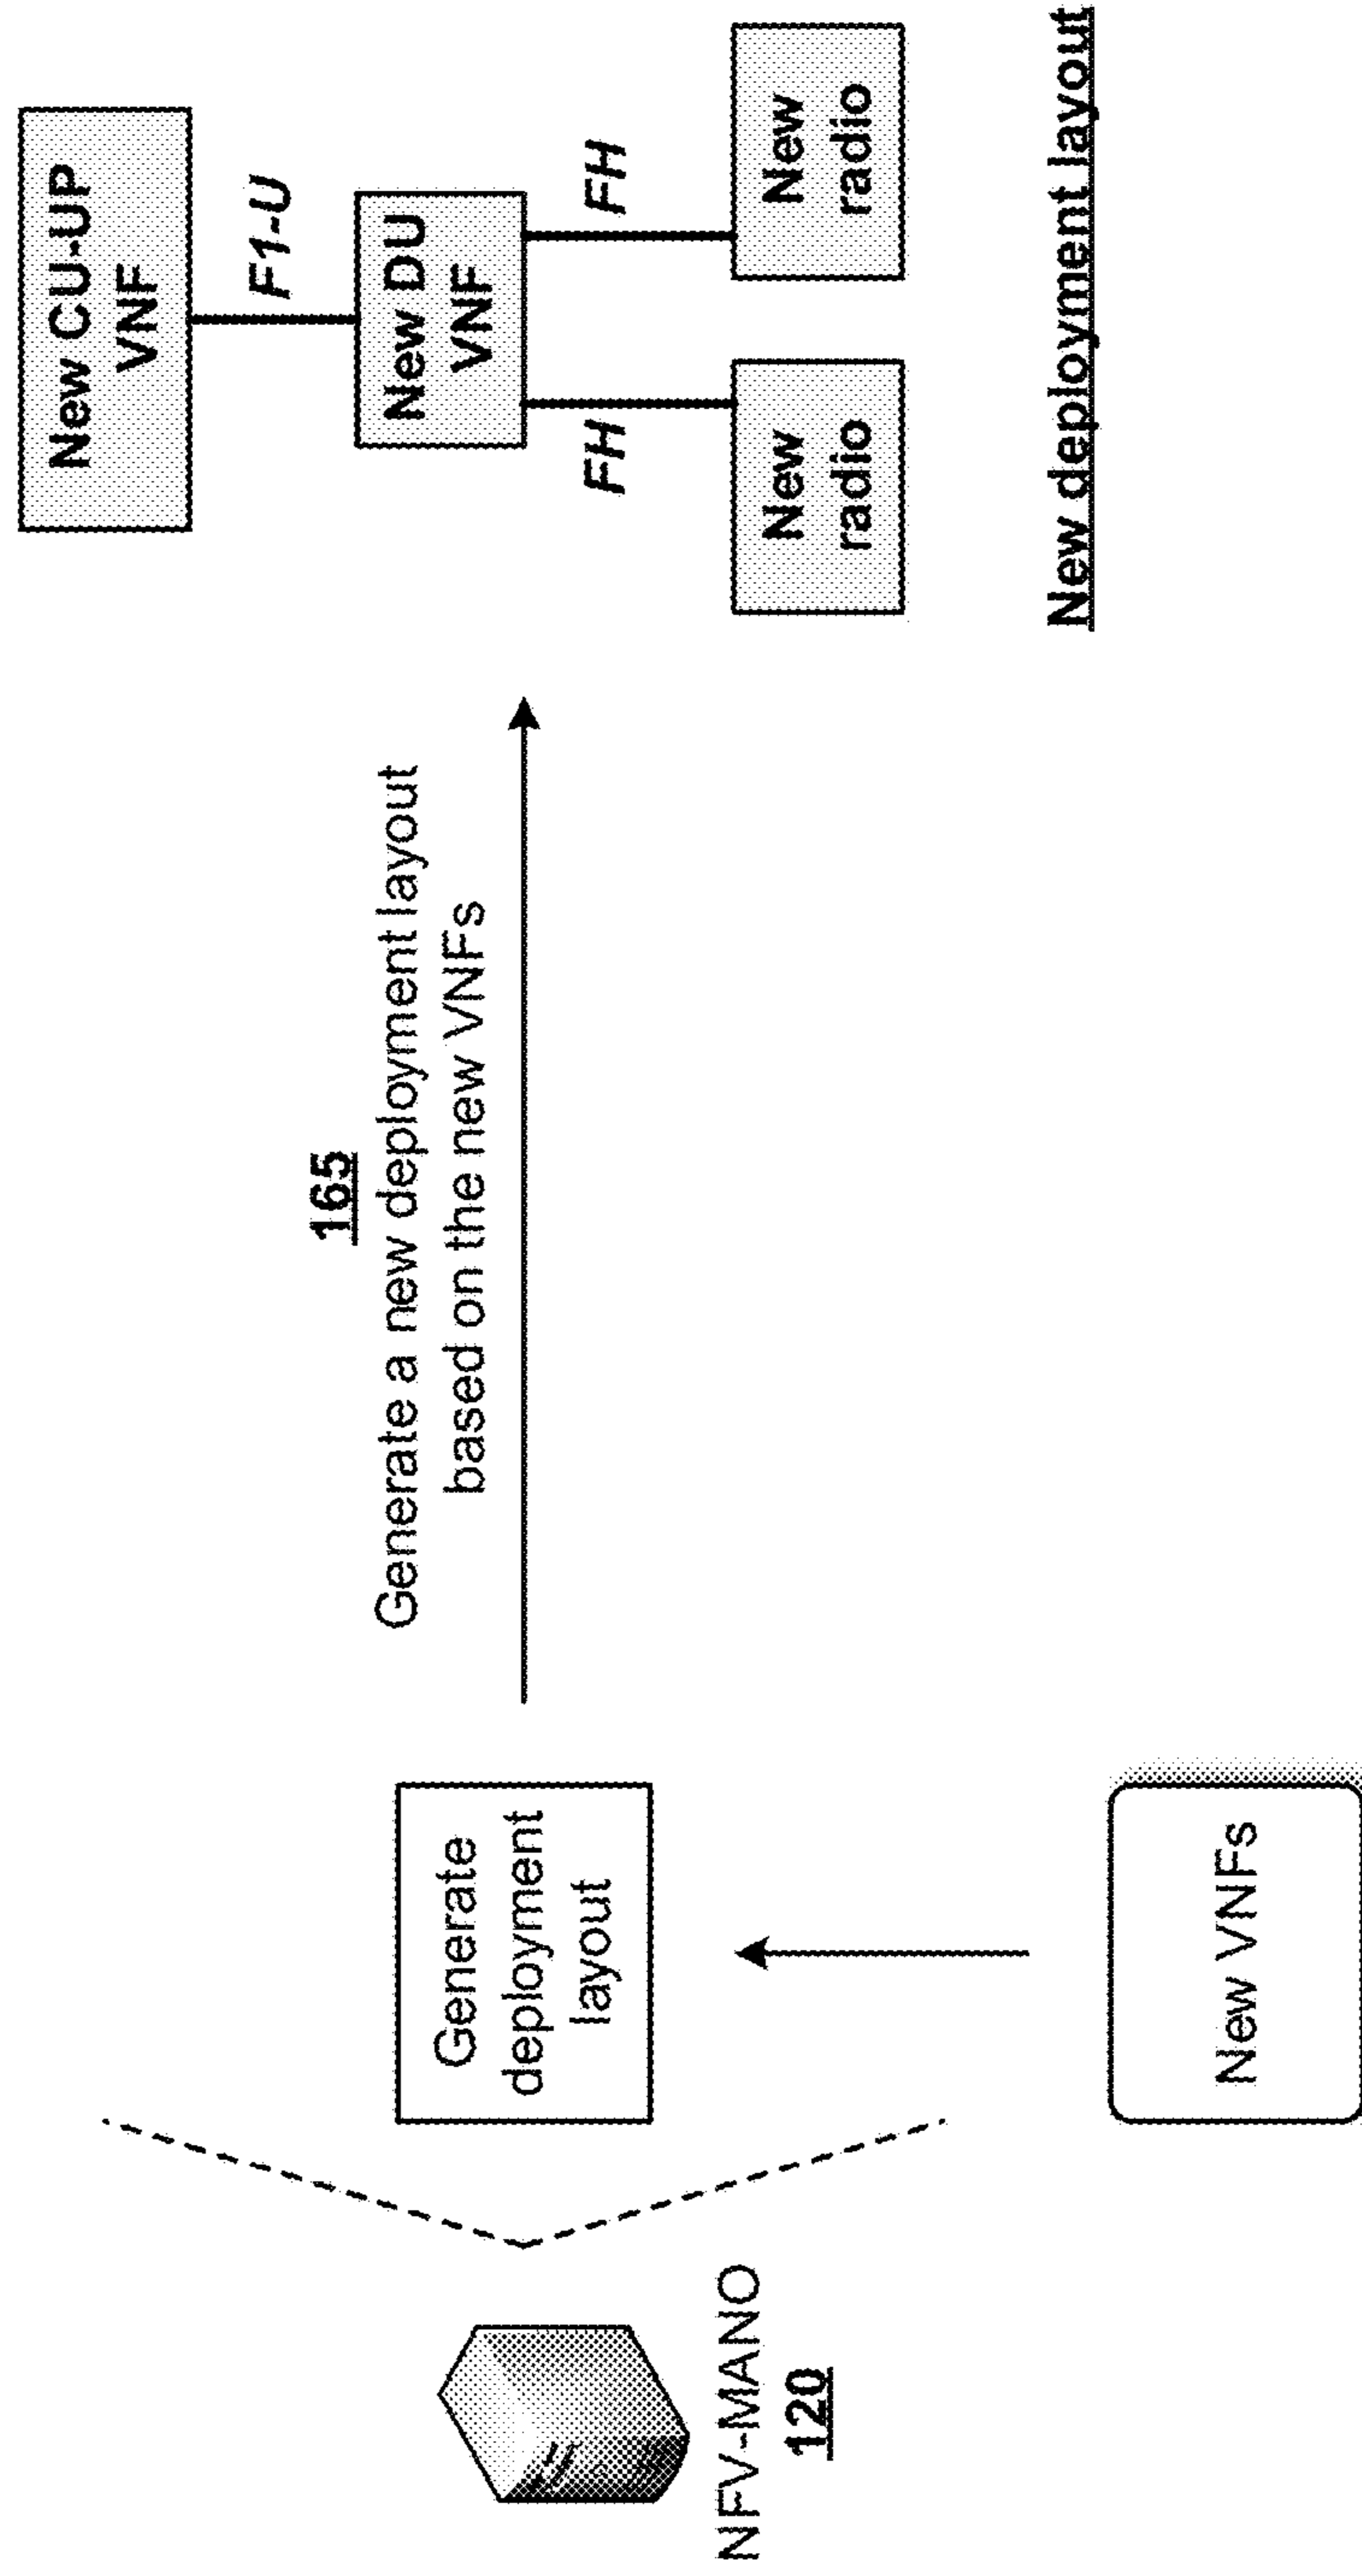 NFV-MANO
120
Generate
deployment
layout
New VNFs
165
Generate a new deployment layout
based on the new VNFs
New CU-UP
VNF
F1-U
New DU
VNF
FH
FH
New
radio
New
radio
New deployment layout